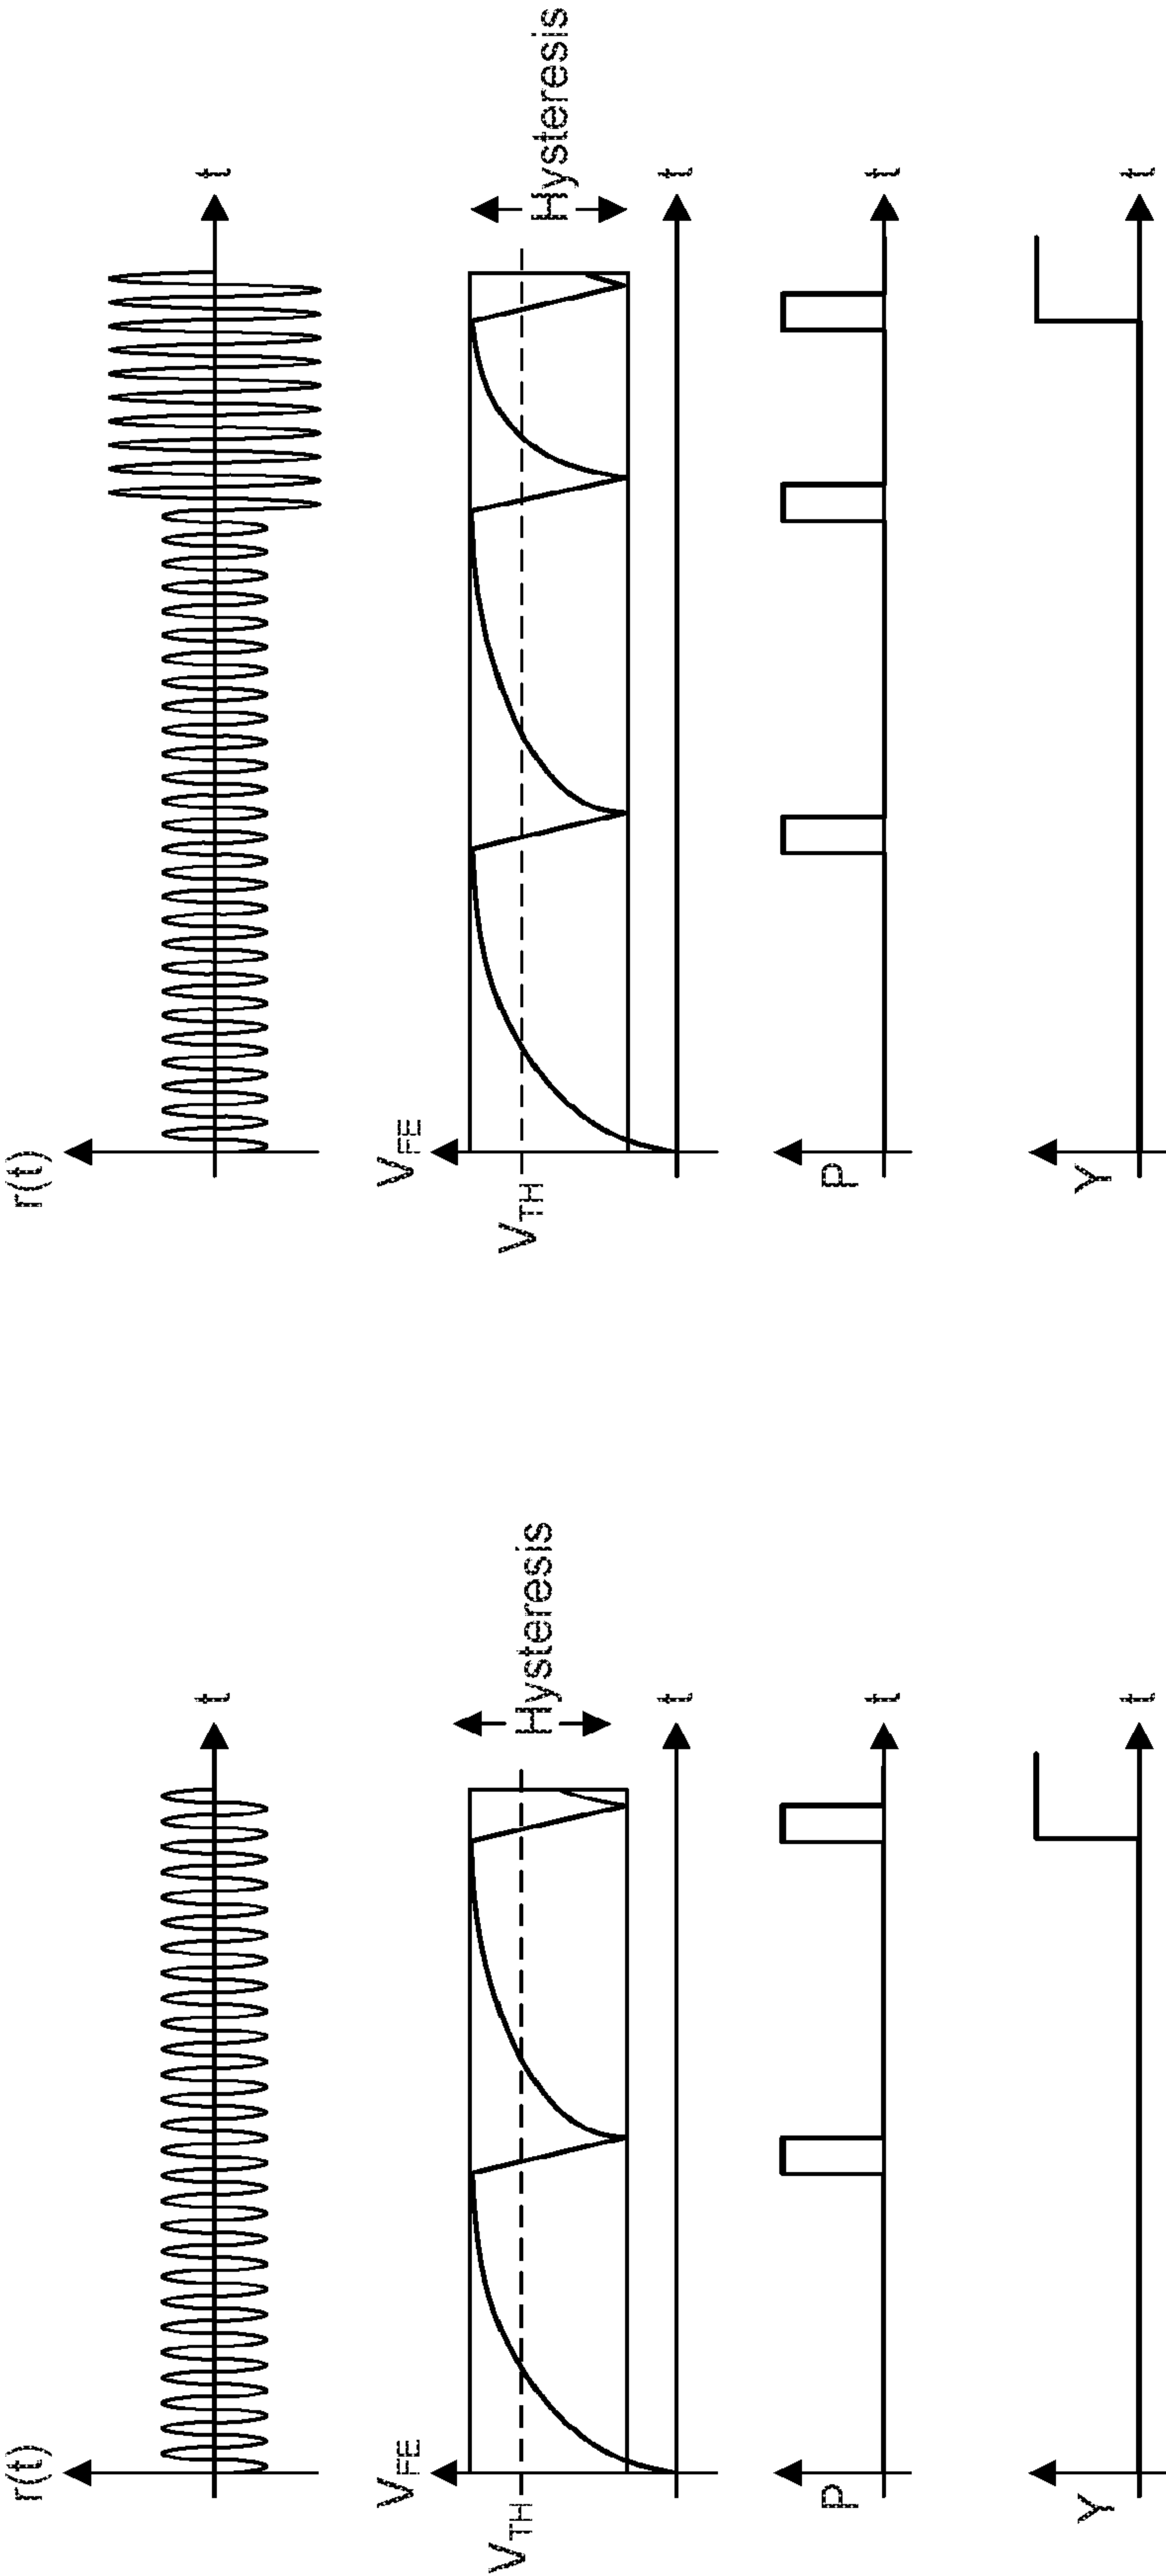 r(t)
t
V_FE
V_TH
Hysteresis
t
P
t
Y
t
r(t)
t
V_FE
V_TH
Hysteresis
t
P
t
Y
t